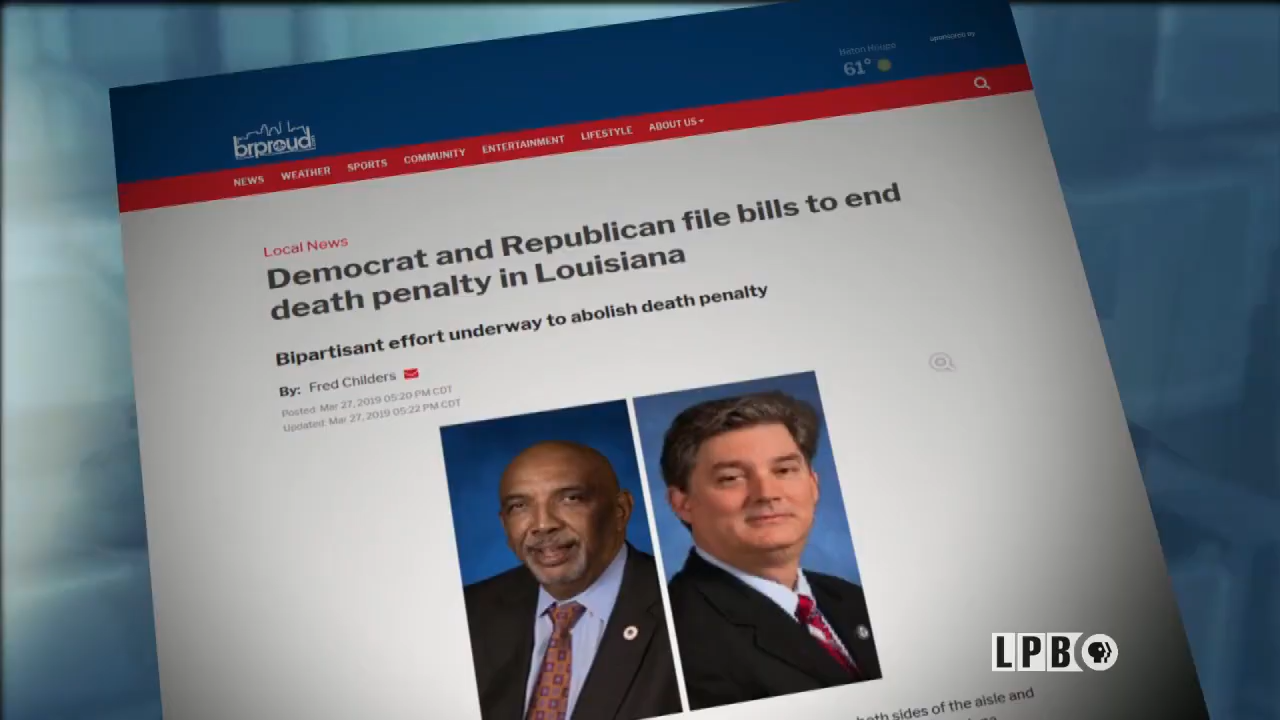 Baton Rouge
sponsored by
61°
brproud
NEWS WEATHER SPORTS COMMUNITY ENTERTAINMENT LIFESTYLE ABOUT US
Local News
Democrat and Republican file bills to end
death penalty in Louisiana
Bipartisan effort underway to abolish death penalty
By: Fred Childers
Posted: Mar 27, 2019 05:20 PM CDT
Updated: Mar 27, 2019 05:22 PM CDT
both sides of the aisle and
LPB